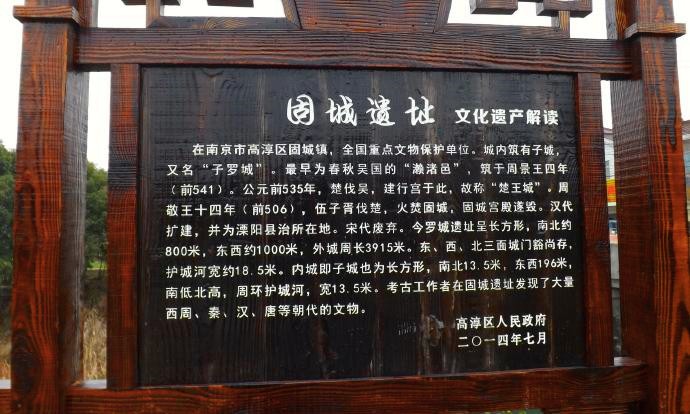 固城遗址 文化遗产解读
在南京市高淳区固城镇，全国重点文物保护单位。城内筑有子城，
又名“子罗城”。最早为春秋吴国的“濑渚邑”，筑于周景王四年
（前541）。公元前535年，楚伐吴，建行宫于此，故称“楚王城”。周
敬王十四年（前506），伍子胥伐楚，火焚固城，固城宫殿遂毁。汉代
扩建，并为溧阳县治所在地。宋代废弃。今罗城遗址呈长方形，南北约
800米，东西约1000米，外城周长3915米。东、西、北三面城门豁尚存，
护城河宽约18.5米。内城即子城也为长方形，南北13.5米，东西196米，
南低北高，周环护城河，宽13.5米。考古工作者在固城遗址发现了大量
西周、秦、汉、唐等朝代的文物。
高淳区人民政府
二〇一四年七月